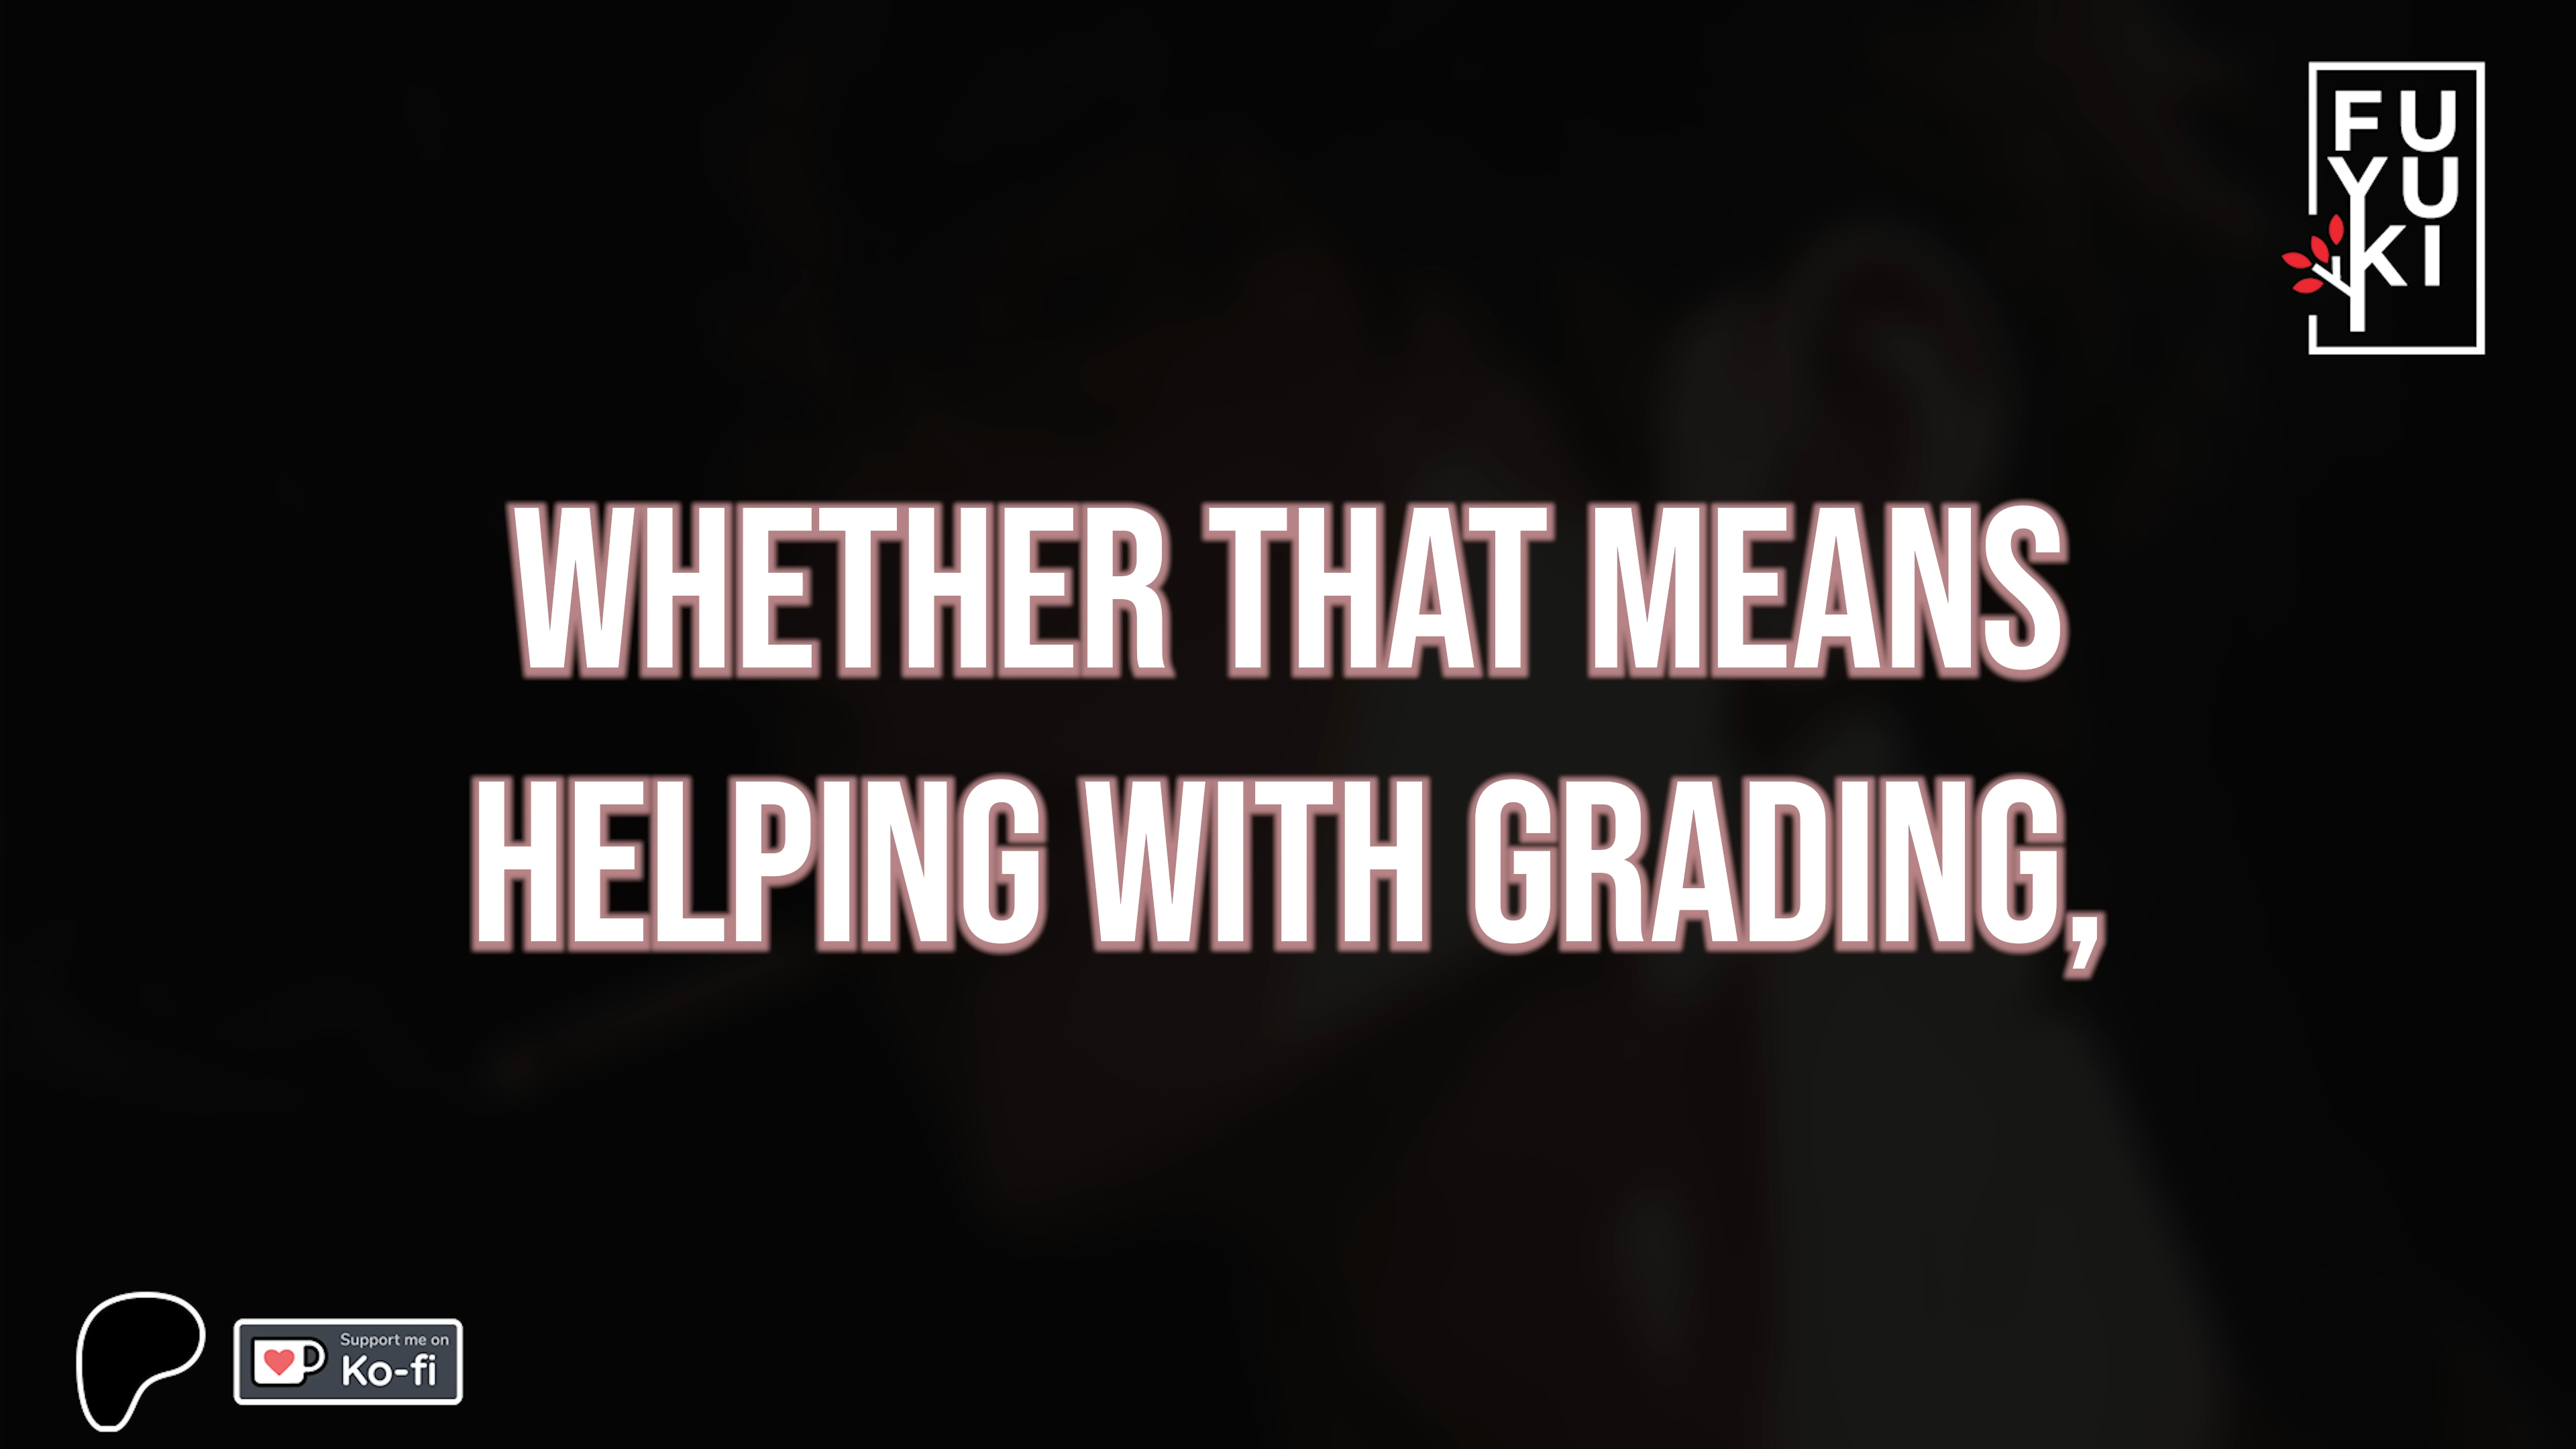 FU
YU
KI
WHETHER THAT MEANS
HELPING WITH GRADING,
Support me on
Ko-fi